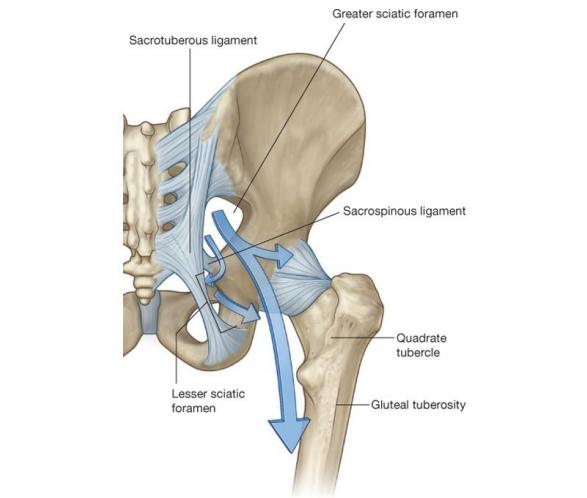 Greater sciatic foramen
Sacrotuberous ligament
Sacrospinous ligament
Quadrate
tubercle
Lesser sciatic
foramen
Gluteal tuberosity